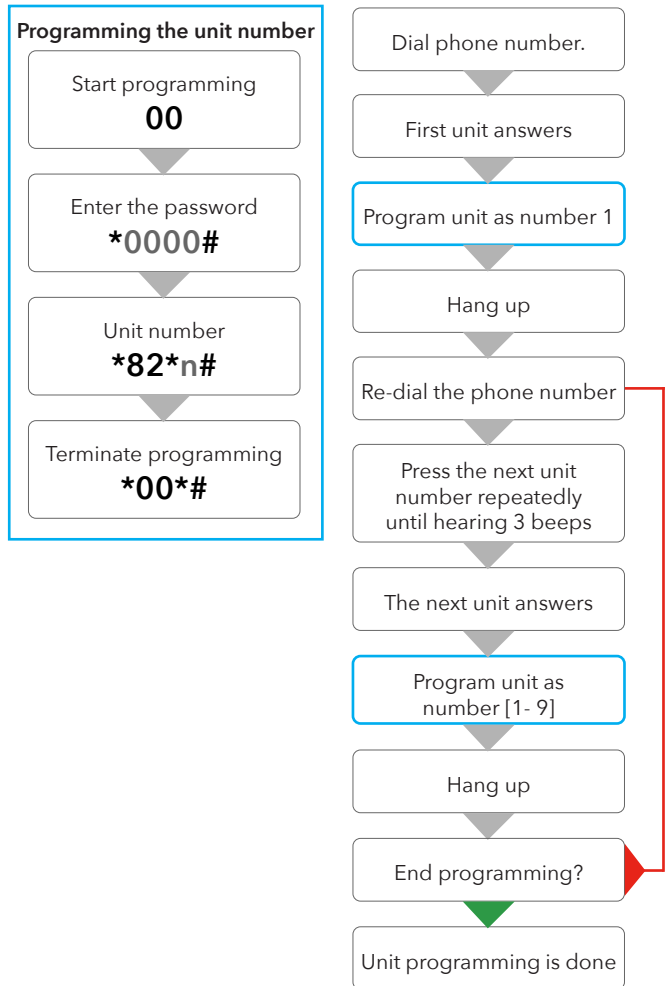 Programming the unit number
Start programming
00
Enter the password
*0000#
Unit number
*82*n#
Terminate programming
*00*#
Dial phone number.
First unit answers
Program unit as number 1
Hang up
Re-dial the phone number
Press the next unit
number repeatedly
until hearing 3 beeps
The next unit answers
Program unit as
number [1- 9]
Hang up
End programming?
Unit programming is done